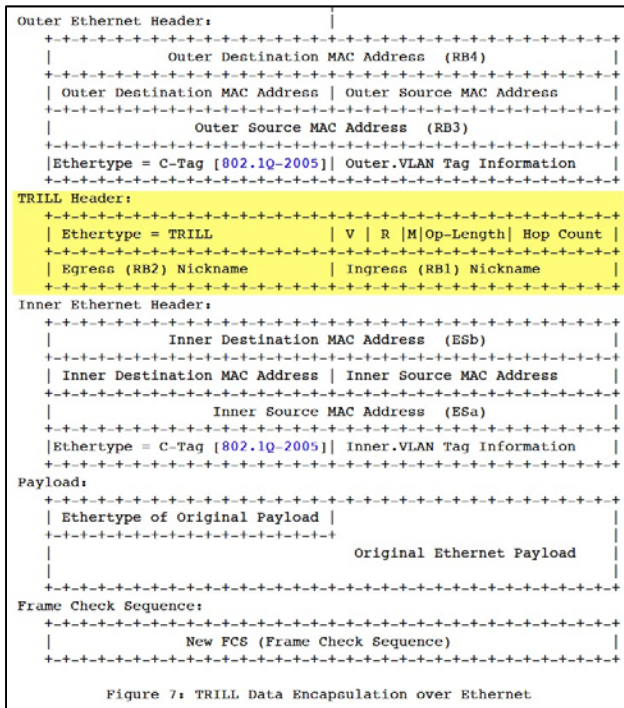 Outer Ethernet Header:             |
   +-+-+-+-+-+-+-+-+-+-+-+-+-+-+-+-+-+-+-+-+-+-+-+-+-+-+-+-+-+-+-+-+
   |             Outer Destination MAC Address  (RB4)              |
   +-+-+-+-+-+-+-+-+-+-+-+-+-+-+-+-+-+-+-+-+-+-+-+-+-+-+-+-+-+-+-+-+
   | Outer Destination MAC Address | Outer Source MAC Address      |
   +-+-+-+-+-+-+-+-+-+-+-+-+-+-+-+-+-+-+-+-+-+-+-+-+-+-+-+-+-+-+-+-+
   |                Outer Source MAC Address  (RB3)                |
   +-+-+-+-+-+-+-+-+-+-+-+-+-+-+-+-+-+-+-+-+-+-+-+-+-+-+-+-+-+-+-+-+
   |Ethertype = C-Tag [802.1Q-2005]| Outer.VLAN Tag Information    |
   +-+-+-+-+-+-+-+-+-+-+-+-+-+-+-+-+-+-+-+-+-+-+-+-+-+-+-+-+-+-+-+-+
TRILL Header:
   +-+-+-+-+-+-+-+-+-+-+-+-+-+-+-+-+-+-+-+-+-+-+-+-+-+-+-+-+-+-+-+-+
   | Ethertype = TRILL             | V | R |M|Op-Length| Hop Count |
   +-+-+-+-+-+-+-+-+-+-+-+-+-+-+-+-+-+-+-+-+-+-+-+-+-+-+-+-+-+-+-+-+
   | Egress (RB2) Nickname         | Ingress (RB1) Nickname        |
   +-+-+-+-+-+-+-+-+-+-+-+-+-+-+-+-+-+-+-+-+-+-+-+-+-+-+-+-+-+-+-+-+
Inner Ethernet Header:
   +-+-+-+-+-+-+-+-+-+-+-+-+-+-+-+-+-+-+-+-+-+-+-+-+-+-+-+-+-+-+-+-+
   |             Inner Destination MAC Address  (ESb)              |
   +-+-+-+-+-+-+-+-+-+-+-+-+-+-+-+-+-+-+-+-+-+-+-+-+-+-+-+-+-+-+-+-+
   | Inner Destination MAC Address | Inner Source MAC Address      |
   +-+-+-+-+-+-+-+-+-+-+-+-+-+-+-+-+-+-+-+-+-+-+-+-+-+-+-+-+-+-+-+-+
   |                  Inner Source MAC Address  (ESa)              |
   +-+-+-+-+-+-+-+-+-+-+-+-+-+-+-+-+-+-+-+-+-+-+-+-+-+-+-+-+-+-+-+-+
   |Ethertype = C-Tag [802.1Q-2005]| Inner.VLAN Tag Information    |
   +-+-+-+-+-+-+-+-+-+-+-+-+-+-+-+-+-+-+-+-+-+-+-+-+-+-+-+-+-+-+-+-+
Payload:
   +-+-+-+-+-+-+-+-+-+-+-+-+-+-+-+-+-+-+-+-+-+-+-+-+-+-+-+-+-+-+-+-+
   | Ethertype of Original Payload |                               |
   +-+-+-+-+-+-+-+-+-+-+-+-+-+-+-+-+                               |
   |                                  Original Ethernet Payload    |
   |                                                               |
   +-+-+-+-+-+-+-+-+-+-+-+-+-+-+-+-+-+-+-+-+-+-+-+-+-+-+-+-+-+-+-+-+
Frame Check Sequence:
   +-+-+-+-+-+-+-+-+-+-+-+-+-+-+-+-+-+-+-+-+-+-+-+-+-+-+-+-+-+-+-+-+
   |               New FCS (Frame Check Sequence)                  |
   +-+-+-+-+-+-+-+-+-+-+-+-+-+-+-+-+-+-+-+-+-+-+-+-+-+-+-+-+-+-+-+-+
Figure 7: TRILL Data Encapsulation over Ethernet